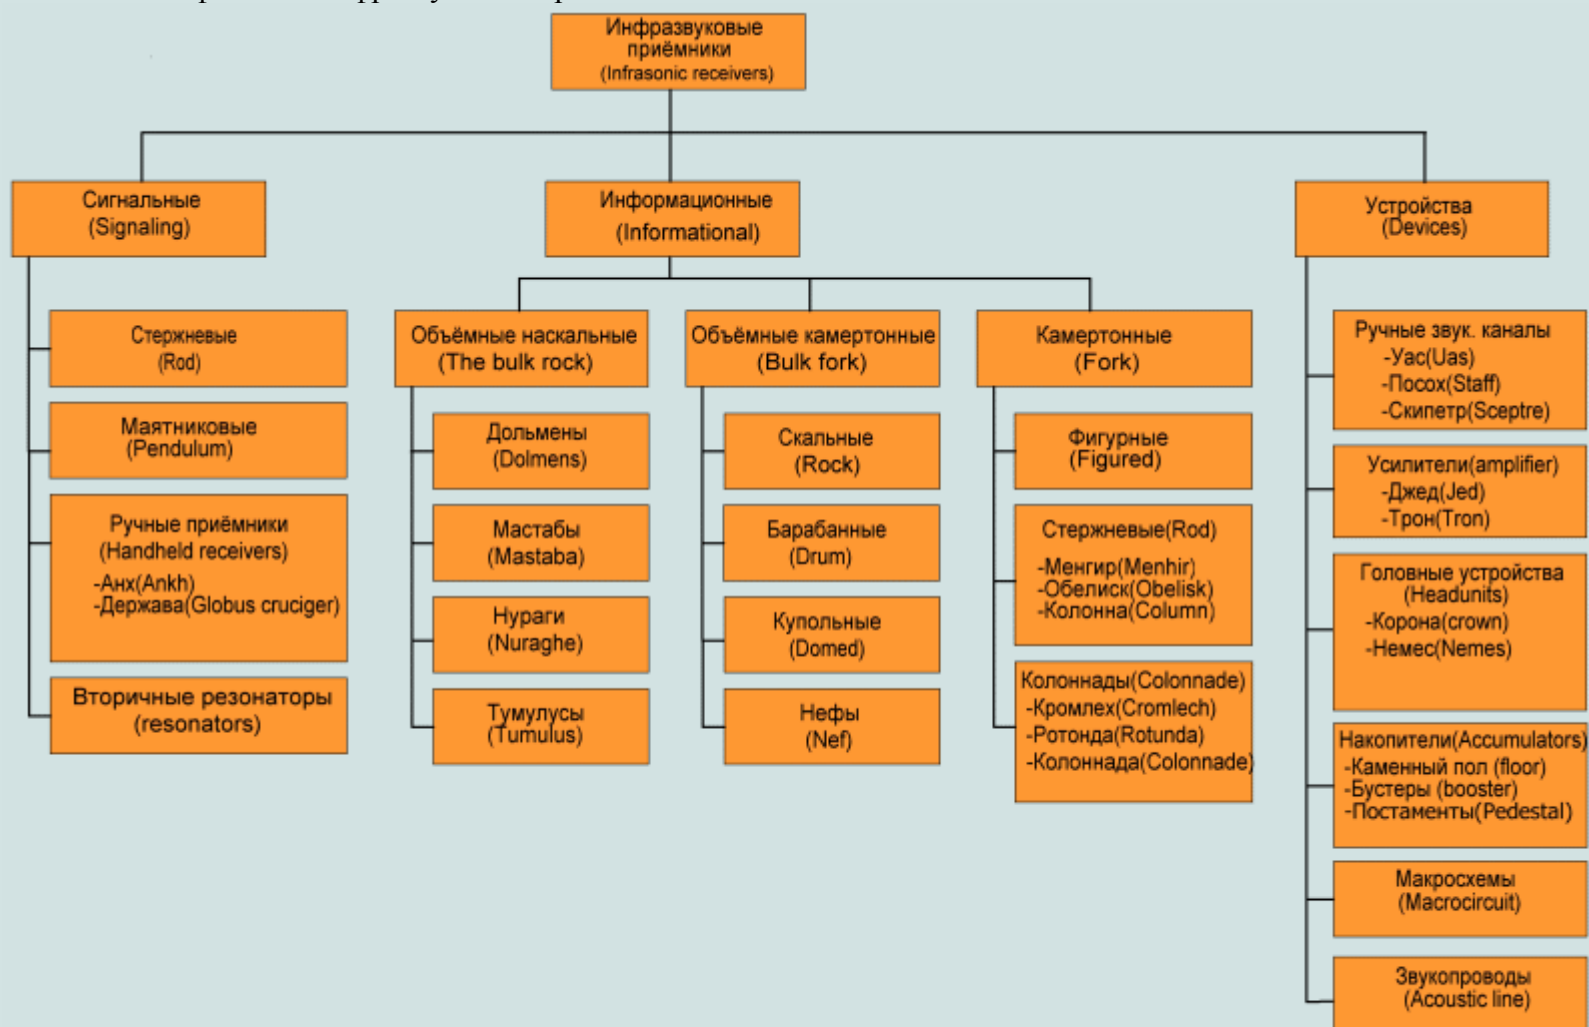 Инфразвуковые
приёмники
(Infrasonic receivers)
Сигнальные
(Signaling)
Информационные
(Informational)
Устройства
(Devices)
Стержневые
(Rod)
Маятниковые
(Pendulum)
Ручные приёмники
(Handheld receivers)
-Анх(Ankh)
-Держава(Globus cruciger)
Вторичные резонаторы
(resonators)
Объёмные наскальные
(The bulk rock)
Дольмены
(Dolmens)
Мастабы
(Mastaba)
Нураги
(Nuraghe)
Тумулусы
(Tumulus)
Объёмные камертонные
(Bulk fork)
Скальные
(Rock)
Барабанные
(Drum)
Купольные
(Domed)
Нефы
(Nef)
Камертонные
(Fork)
Фигурные
(Figured)
Стержневые(Rod)
-Менгир(Menhir)
-Обелиск(Obelisk)
-Колонна(Column)
Колоннады(Colonnade)
-Кромлех(Cromlech)
-Ротонда(Rotunda)
-Колоннада(Colonnade)
Ручные звук. каналы
-Уас(Uas)
-Посох(Staff)
-Скипетр(Sceptre)
Усилители(amplifier)
-Джед(Jed)
-Трон(Tron)
Головные устройства
(Headunits)
-Корона(crown)
-Немес(Nemes)
Накопители(Accumulators)
-Каменный пол (floor)
-Бустеры (booster)
-Постаменты(Pedestal)
Макросхемы
(Macrocircuit)
Звукопроводы
(Acoustic line)